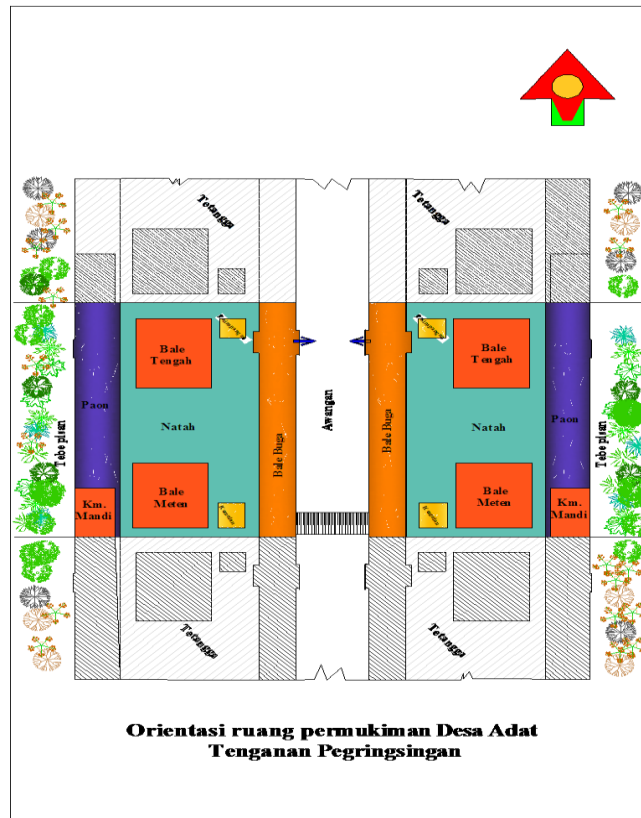 Tetangga
Tetangga
Bale
Tengah
Bale
Tengah
Paon
Natah
Bale Buga
Awangan
Bale Buga
Natah
Paon
Tebe pisan
Tebe pisan
Km.
Mandi
Bale
Meten
Bale
Meten
Km.
Mandi
Tetangga
Tetangga
Orientasi ruang permukiman Desa Adat
Tenganan Pegringsingan